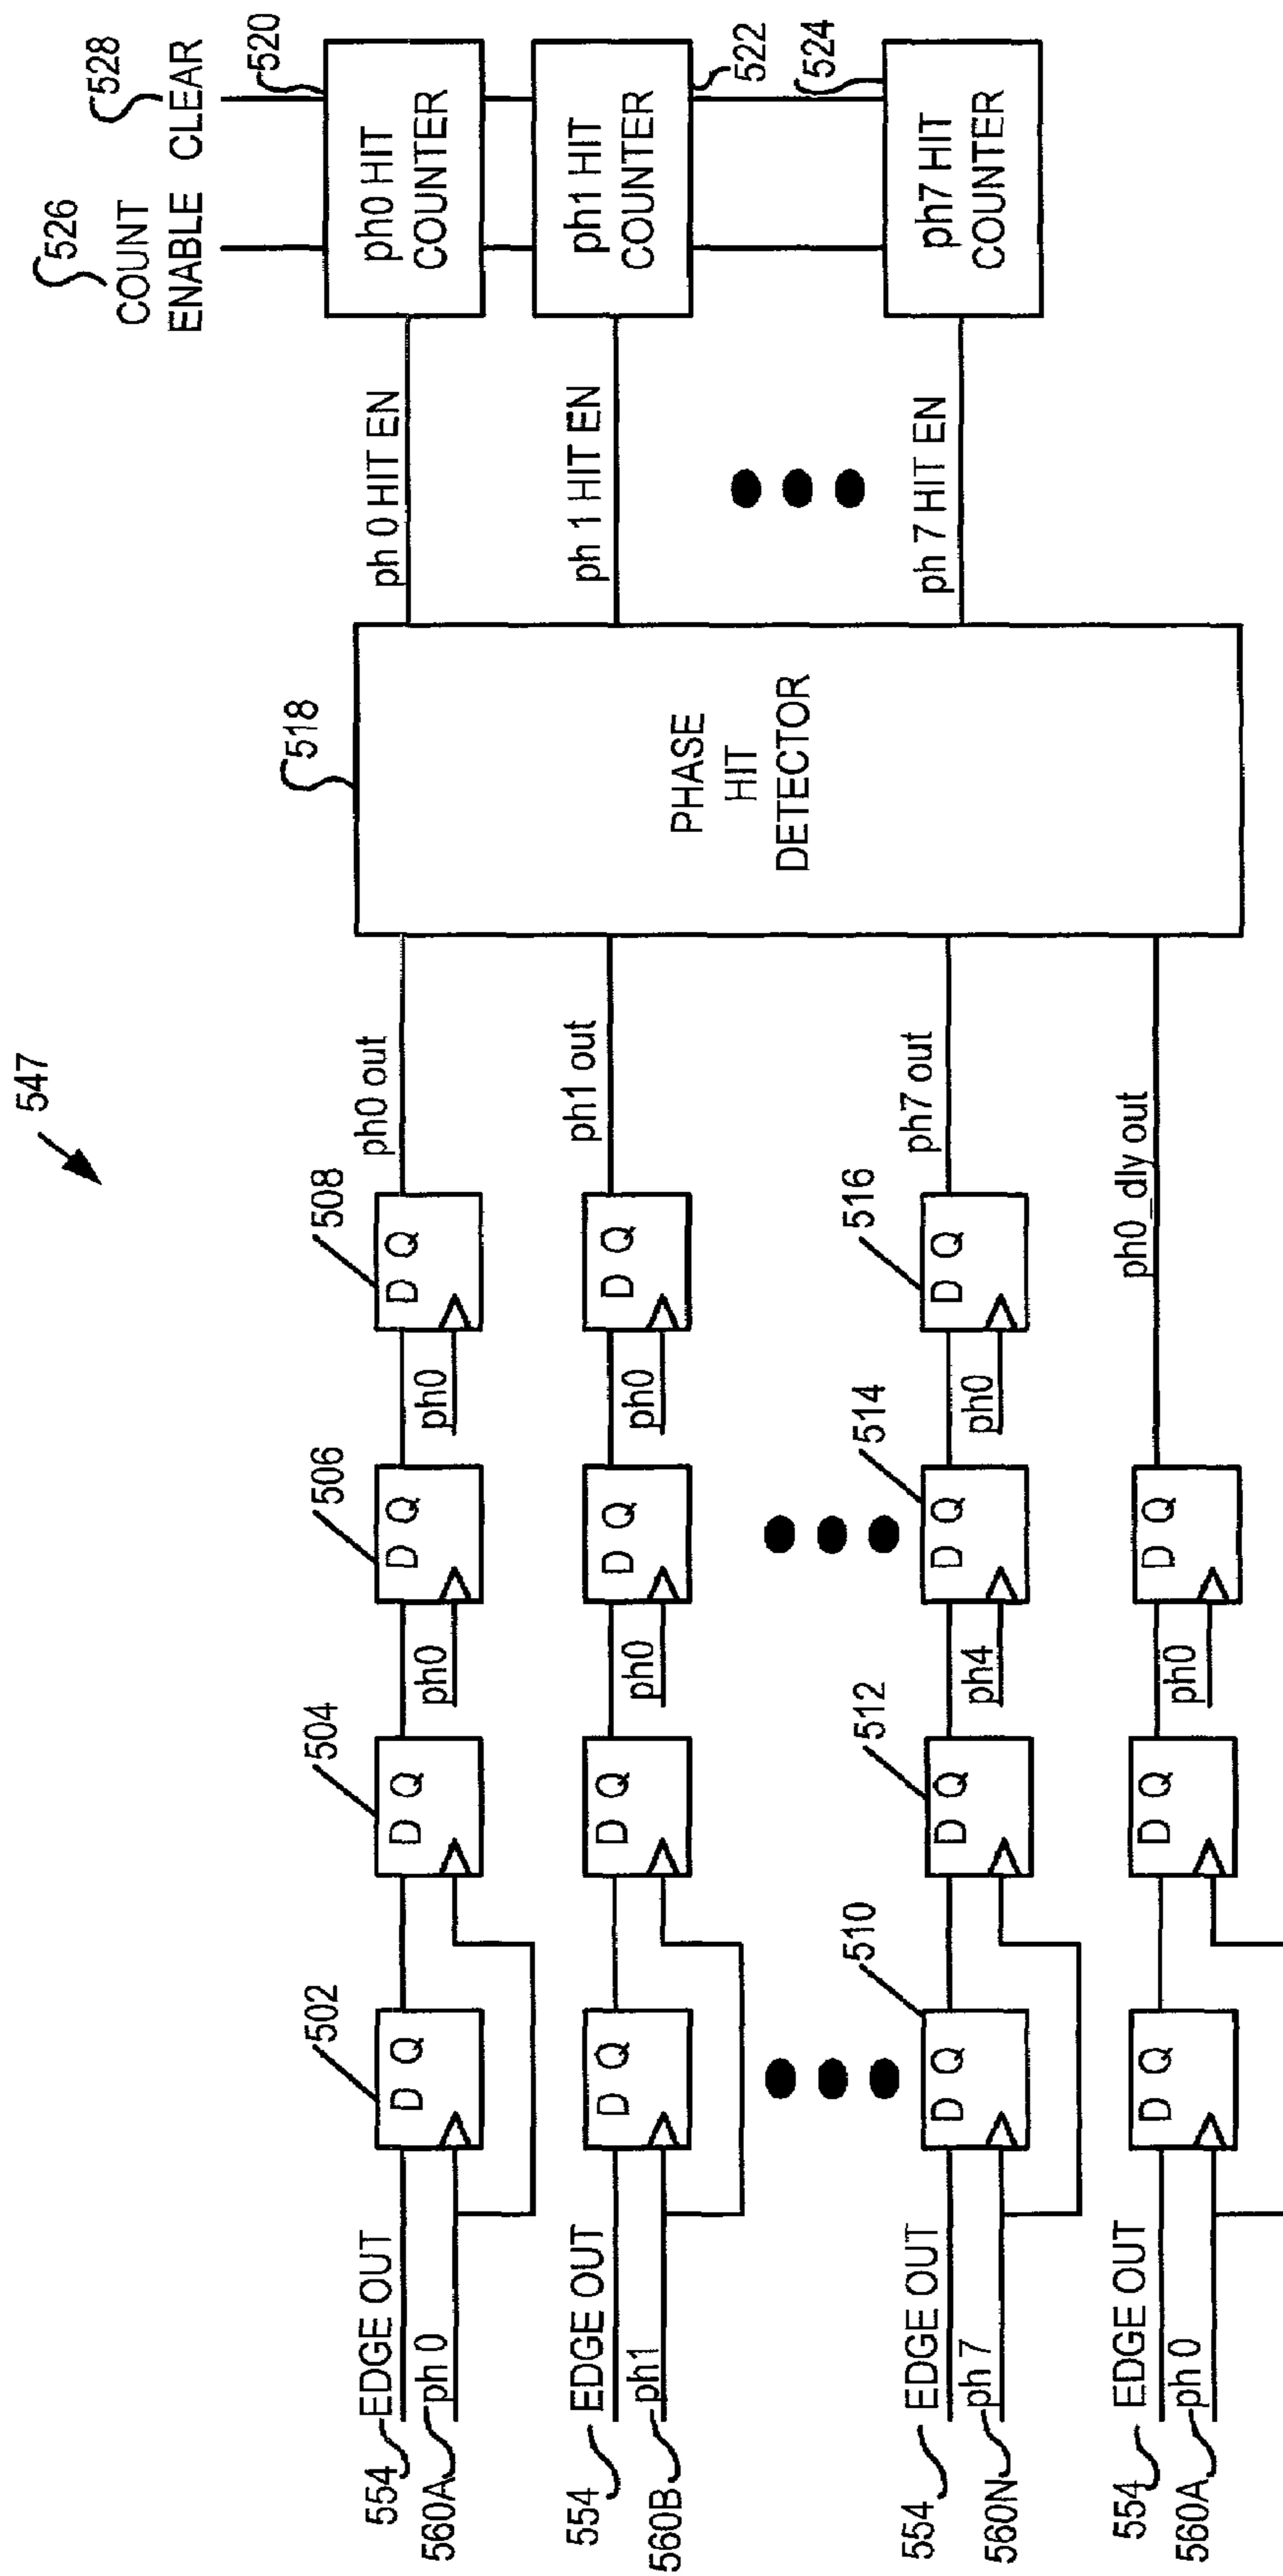 547
554
EDGE OUT
560A
ph 0
502
D Q
504
D Q
ph0
506
D Q
ph0
508
D Q
ph0 out
554
EDGE OUT
560B
ph1
D Q
D Q
ph0
D Q
ph0
D Q
ph1 out
554
EDGE OUT
560N
ph 7
510
D Q
512
D Q
ph4
514
D Q
ph0
516
D Q
ph7 out
554
EDGE OUT
560A
ph 0
D Q
D Q
ph0
D Q
ph0_dly out
518
PHASE
HIT
DETECTOR
ph 0 HIT EN
ph 1 HIT EN
ph 7 HIT EN
526
COUNT
ENABLE
528
CLEAR
520
ph0 HIT
COUNTER
ph1 HIT
COUNTER
522
524
ph7 HIT
COUNTER